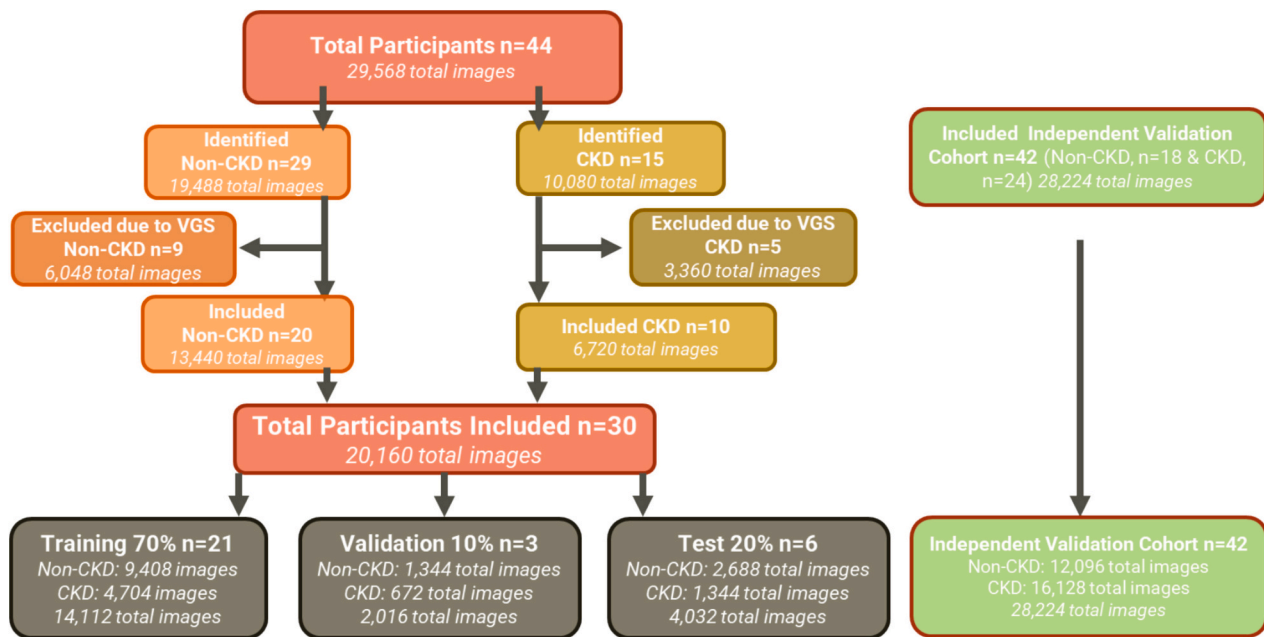 Total Participants n=44
29,568 total images
Identified
Non-CKD n=29
19,488 total images
Identified
CKD n=15
10,080 total images
Included Independent Validation
Cohort n=42 (Non-CKD, n=18 & CKD,
n=24) 28,224 total images
Excluded due to VGS
Non-CKD n=9
6,048 total images
Excluded due to VGS
CKD n=5
3,360 total images
Included
Non-CKD n=20
13,440 total images
Included CKD n=10
6,720 total images
Total Participants Included n=30
20,160 total images
Training 70% n=21
Non-CKD: 9,408 images
CKD: 4,704 images
14,112 total images
Validation 10% n=3
Non-CKD: 1,344 total images
CKD: 672 total images
2,016 total images
Test 20% n=6
Non-CKD: 2,688 total images
CKD: 1,344 total images
4,032 total images
Independent Validation Cohort n=42
Non-CKD: 12,096 total images
CKD: 16,128 total images
28,224 total images